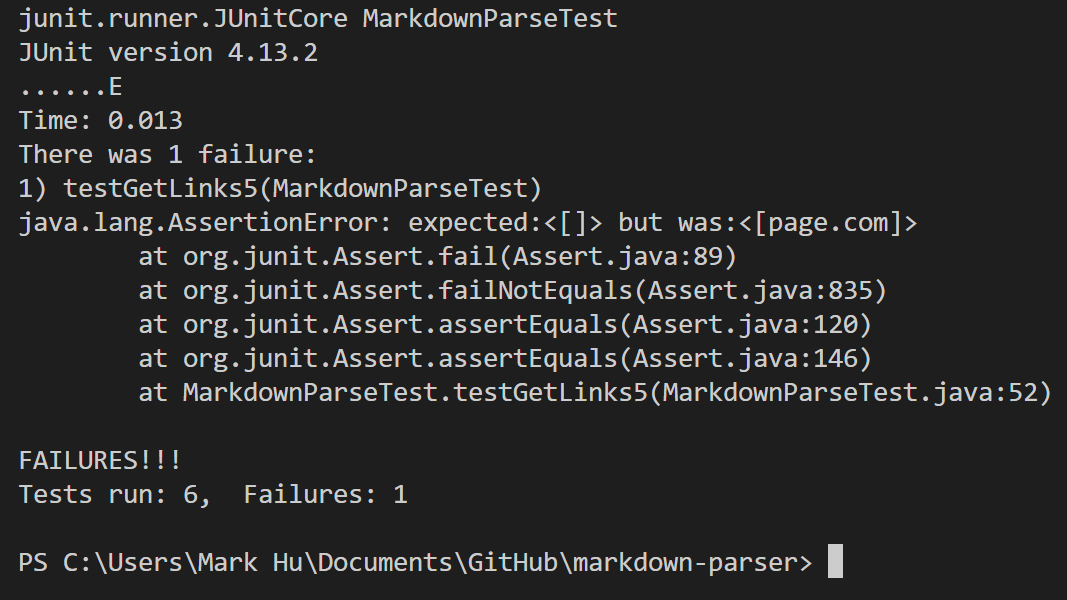 junit.runner.JUnitCore MarkdownParseTest
JUnit version 4.13.2
......E
Time: 0.013
There was 1 failure:
1) testGetLinks5(MarkdownParseTest)
java.lang.AssertionError: expected:<[]> but was:<[page.com]>
        at org.junit.Assert.fail(Assert.java:89)
        at org.junit.Assert.failNotEquals(Assert.java:835)
        at org.junit.Assert.assertEquals(Assert.java:120)
        at org.junit.Assert.assertEquals(Assert.java:146)
        at MarkdownParseTest.testGetLinks5(MarkdownParseTest.java:52)

FAILURES!!!
Tests run: 6,  Failures: 1

PS C:\Users\Mark Hu\Documents\GitHub\markdown-parser>